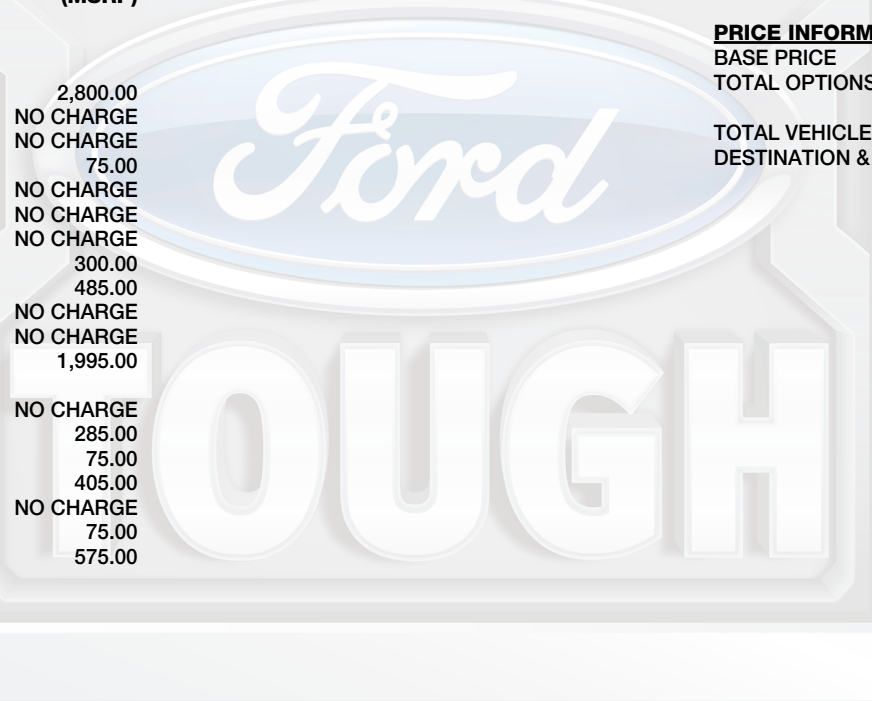 (MSRP)
2,800.00
NO CHARGE
NO CHARGE
75.00
NO CHARGE
NO CHARGE
NO CHARGE
300.00
485.00
NO CHARGE
NO CHARGE
1,995.00
NO CHARGE
285.00
75.00
405.00
NO CHARGE
75.00
575.00
PRICE INFORM
BASE PRICE
TOTAL OPTIONS
TOTAL VEHICLE
DESTINATION &
Ford
TOUGH